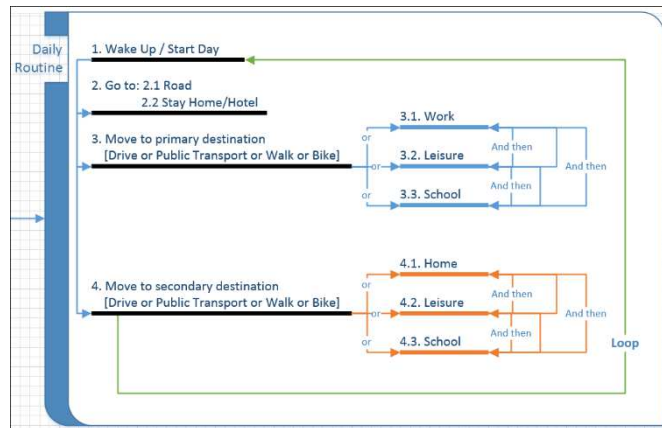 Daily
Routine
1. Wake Up / Start Day
2. Go to: 2.1 Road
2.2 Stay Home/Hotel
3. Move to primary destination
[Drive or Public Transport or Walk or Bike]
or
or
or
3.1. Work
3.2. Leisure
3.3. School
And then
And then
And then
4. Move to secondary destination
[Drive or Public Transport or Walk or Bike]
or
or
or
4.1. Home
4.2. Leisure
4.3. School
And then
And then
And then
Loop